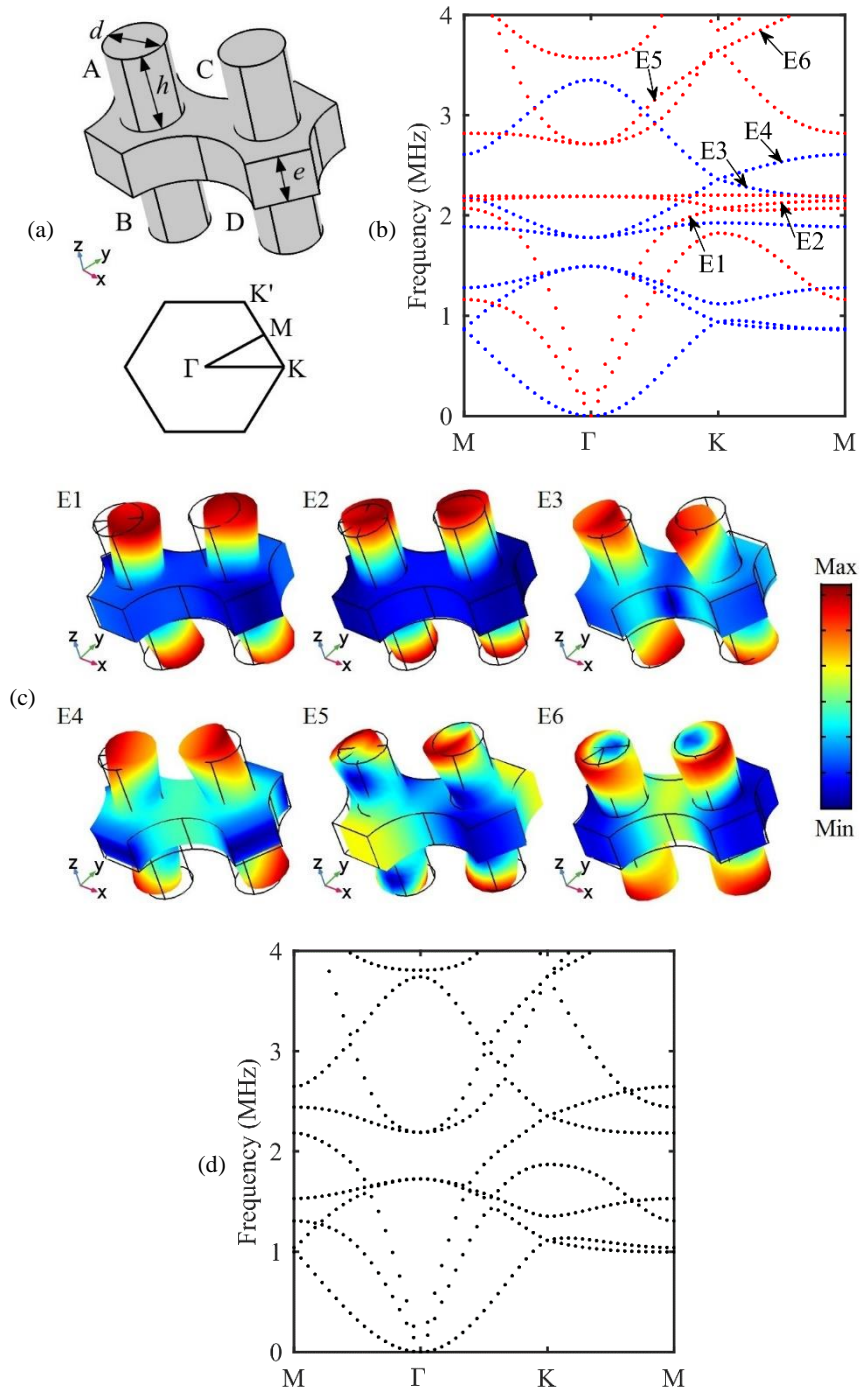 d
A
C
h
e
B
D
(a)
z
y
x
K'
M
Γ
K
(b)
Frequency (MHz)
4
3
2
1
0
M
Γ
K
M
E5
E6
E4
E3
E1
E2
(c)
E1
z
y
x
E2
z
y
x
E3
z
y
x
E4
z
y
x
E5
z
y
x
E6
z
y
x
Max
Min
(d)
Frequency (MHz)
4
3
2
1
0
M
Γ
K
M